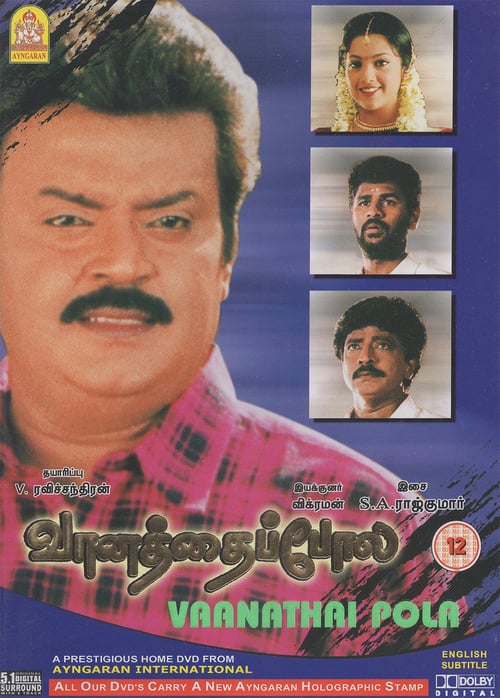 AYNGARAN
தயாரிப்பு
V. ரவிச்சந்திரன்
இயக்குனர்
விக்ரமன்
இசை
S.A.ராஜ்குமார்
வானத்தைப்போல
12
VAANATHAI POLA
A PRESTIGIOUS HOME DVD FROM
AYNGARAN INTERNATIONAL
ENGLISH
SUBTITLE
5.1 DIGITAL
SURROUND
ALL OUR DVD'S CARRY A NEW AYNGARAN HOLOGRAPHIC STAMP
DOLBY
DIGITAL